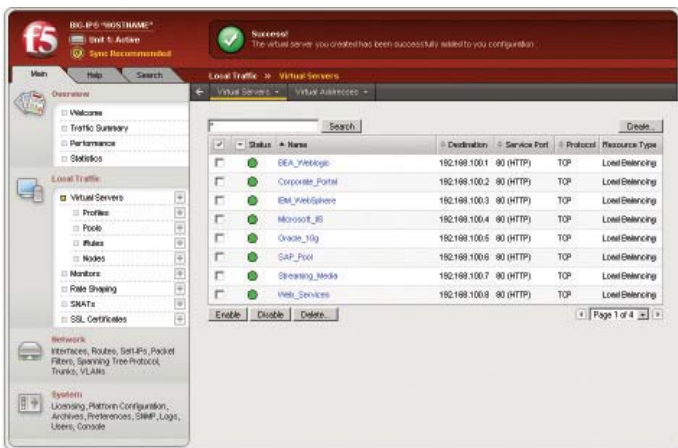 f5
BIG-IP® "HOSTNAME"
Unit 1: Active
Sync Recommended
Success!
The virtual server you created has been successfully added to you configuration.
Main
Help
Search
Local Traffic >> Virtual Servers
Virtual Servers
Virtual Addresses
Overview
Welcome
Traffic Summary
Performance
Statistics
Local Traffic
Virtual Servers
Profiles
Pools
iRules
Nodes
Monitors
Rate Shaping
SNATs
SSL Certificates
Network
Interfaces, Routes, Self-IPs, Packet
Filters, Spanning Tree Protocol,
Trunks, VLANs
System
Licensing, Platform Configuration,
Archives, Preferences, SNMP, Logs,
Users, Console
* Search Create...
Status Name Destination Service Port Protocol Resource Type
BEA_Weblogic 192.168.100.1 80 (HTTP) TCP Load Balancing
Corporate_Portal 192.168.100.2 80 (HTTP) TCP Load Balancing
IBM_WebSphere 192.168.100.3 80 (HTTP) TCP Load Balancing
Microsoft_IIS 192.168.100.4 80 (HTTP) TCP Load Balancing
Oracle_10g 192.168.100.5 80 (HTTP) TCP Load Balancing
SAP_Pool 192.168.100.6 80 (HTTP) TCP Load Balancing
Streaming_Media 192.168.100.7 80 (HTTP) TCP Load Balancing
Web_Services 192.168.100.8 80 (HTTP) TCP Load Balancing
Enable Disable Delete... Page 1 of 4